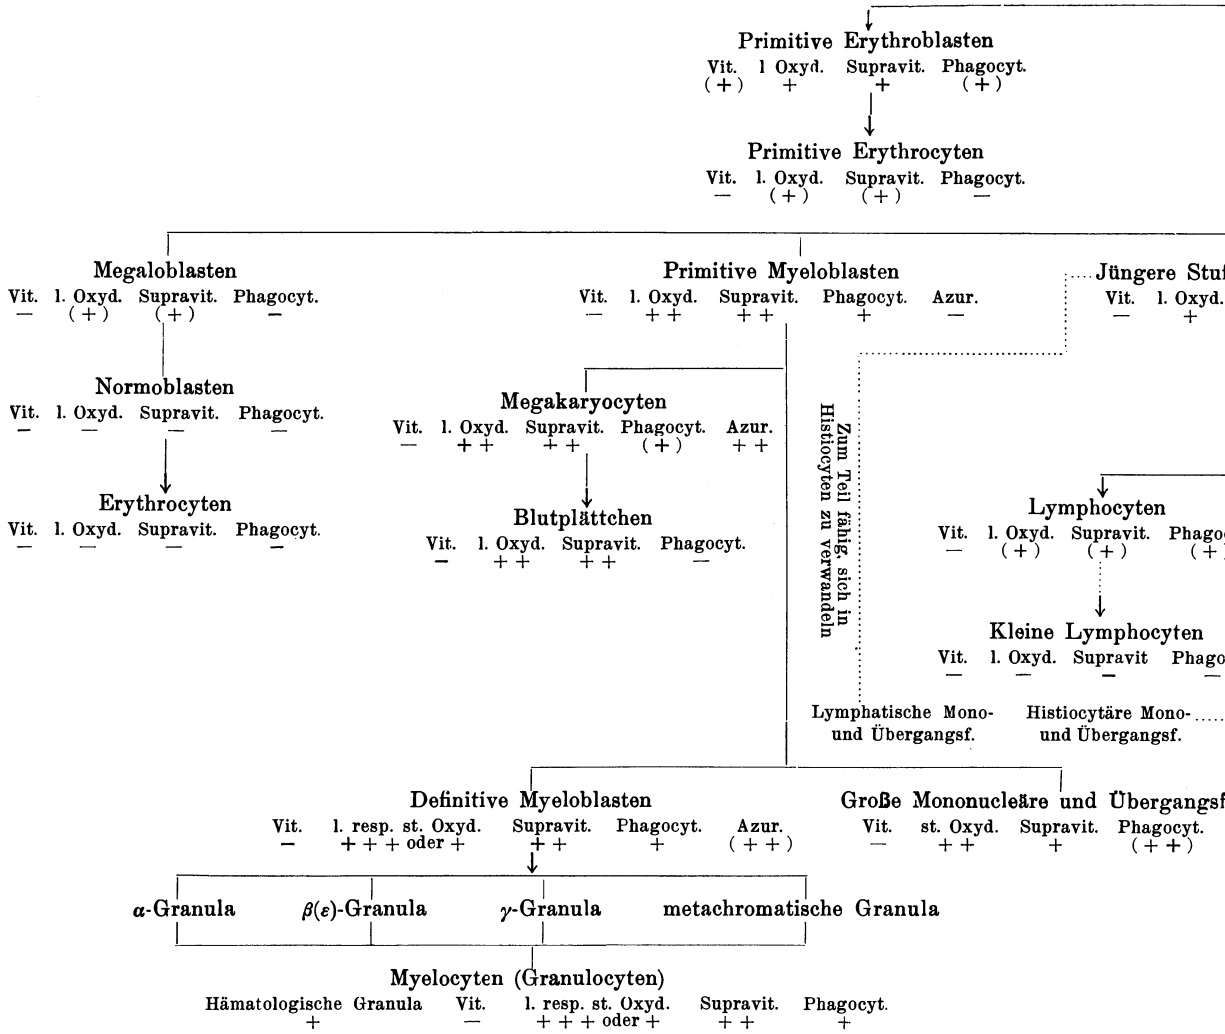 Primitive Erythroblasten
Vit. l Oxyd. Supravit. Phagocyt.
(+) + + (+)
Primitive Erythrocyten
Vit. l. Oxyd. Supravit. Phagocyt.
— (+) (+) —
Megaloblasten
Vit. l. Oxyd. Supravit. Phagocyt.
— (+) (+) —
Primitive Myeloblasten
Vit. l. Oxyd. Supravit. Phagocyt. Azur.
— ++ ++ + —
Jüngere Stuf
Vit. l. Oxyd.
— +
Normoblasten
Vit. l. Oxyd. Supravit. Phagocyt.
— — — —
Megakaryocyten
Vit. l. Oxyd. Supravit. Phagocyt. Azur.
— ++ ++ (+) ++
Zum Teil fähig, sich in
Histiocyten zu verwandeln
Erythrocyten
Vit. l. Oxyd. Supravit. Phagocyt.
— — — —
Blutplättchen
Vit. l. Oxyd. Supravit. Phagocyt.
— ++ ++ —
Lymphocyten
Vit. l. Oxyd. Supravit. Phago
— (+) (+) (+)
Kleine Lymphocyten
Vit. l. Oxyd. Supravit Phago
— — — —
Lymphatische Mono-
und Übergangsf.
Histiocytäre Mono-
und Übergangsf.
Definitive Myeloblasten
Vit. l. resp. st. Oxyd. Supravit. Phagocyt. Azur.
— +++ oder + ++ + (++)
Große Mononucleäre und Übergangsf
Vit. st. Oxyd. Supravit. Phagocyt.
— ++ + (++)
α-Granula β(ε)-Granula γ-Granula metachromatische Granula
Myelocyten (Granulocyten)
Hämatologische Granula Vit. l. resp. st. Oxyd. Supravit. Phagocyt.
+ — +++ oder + ++ +